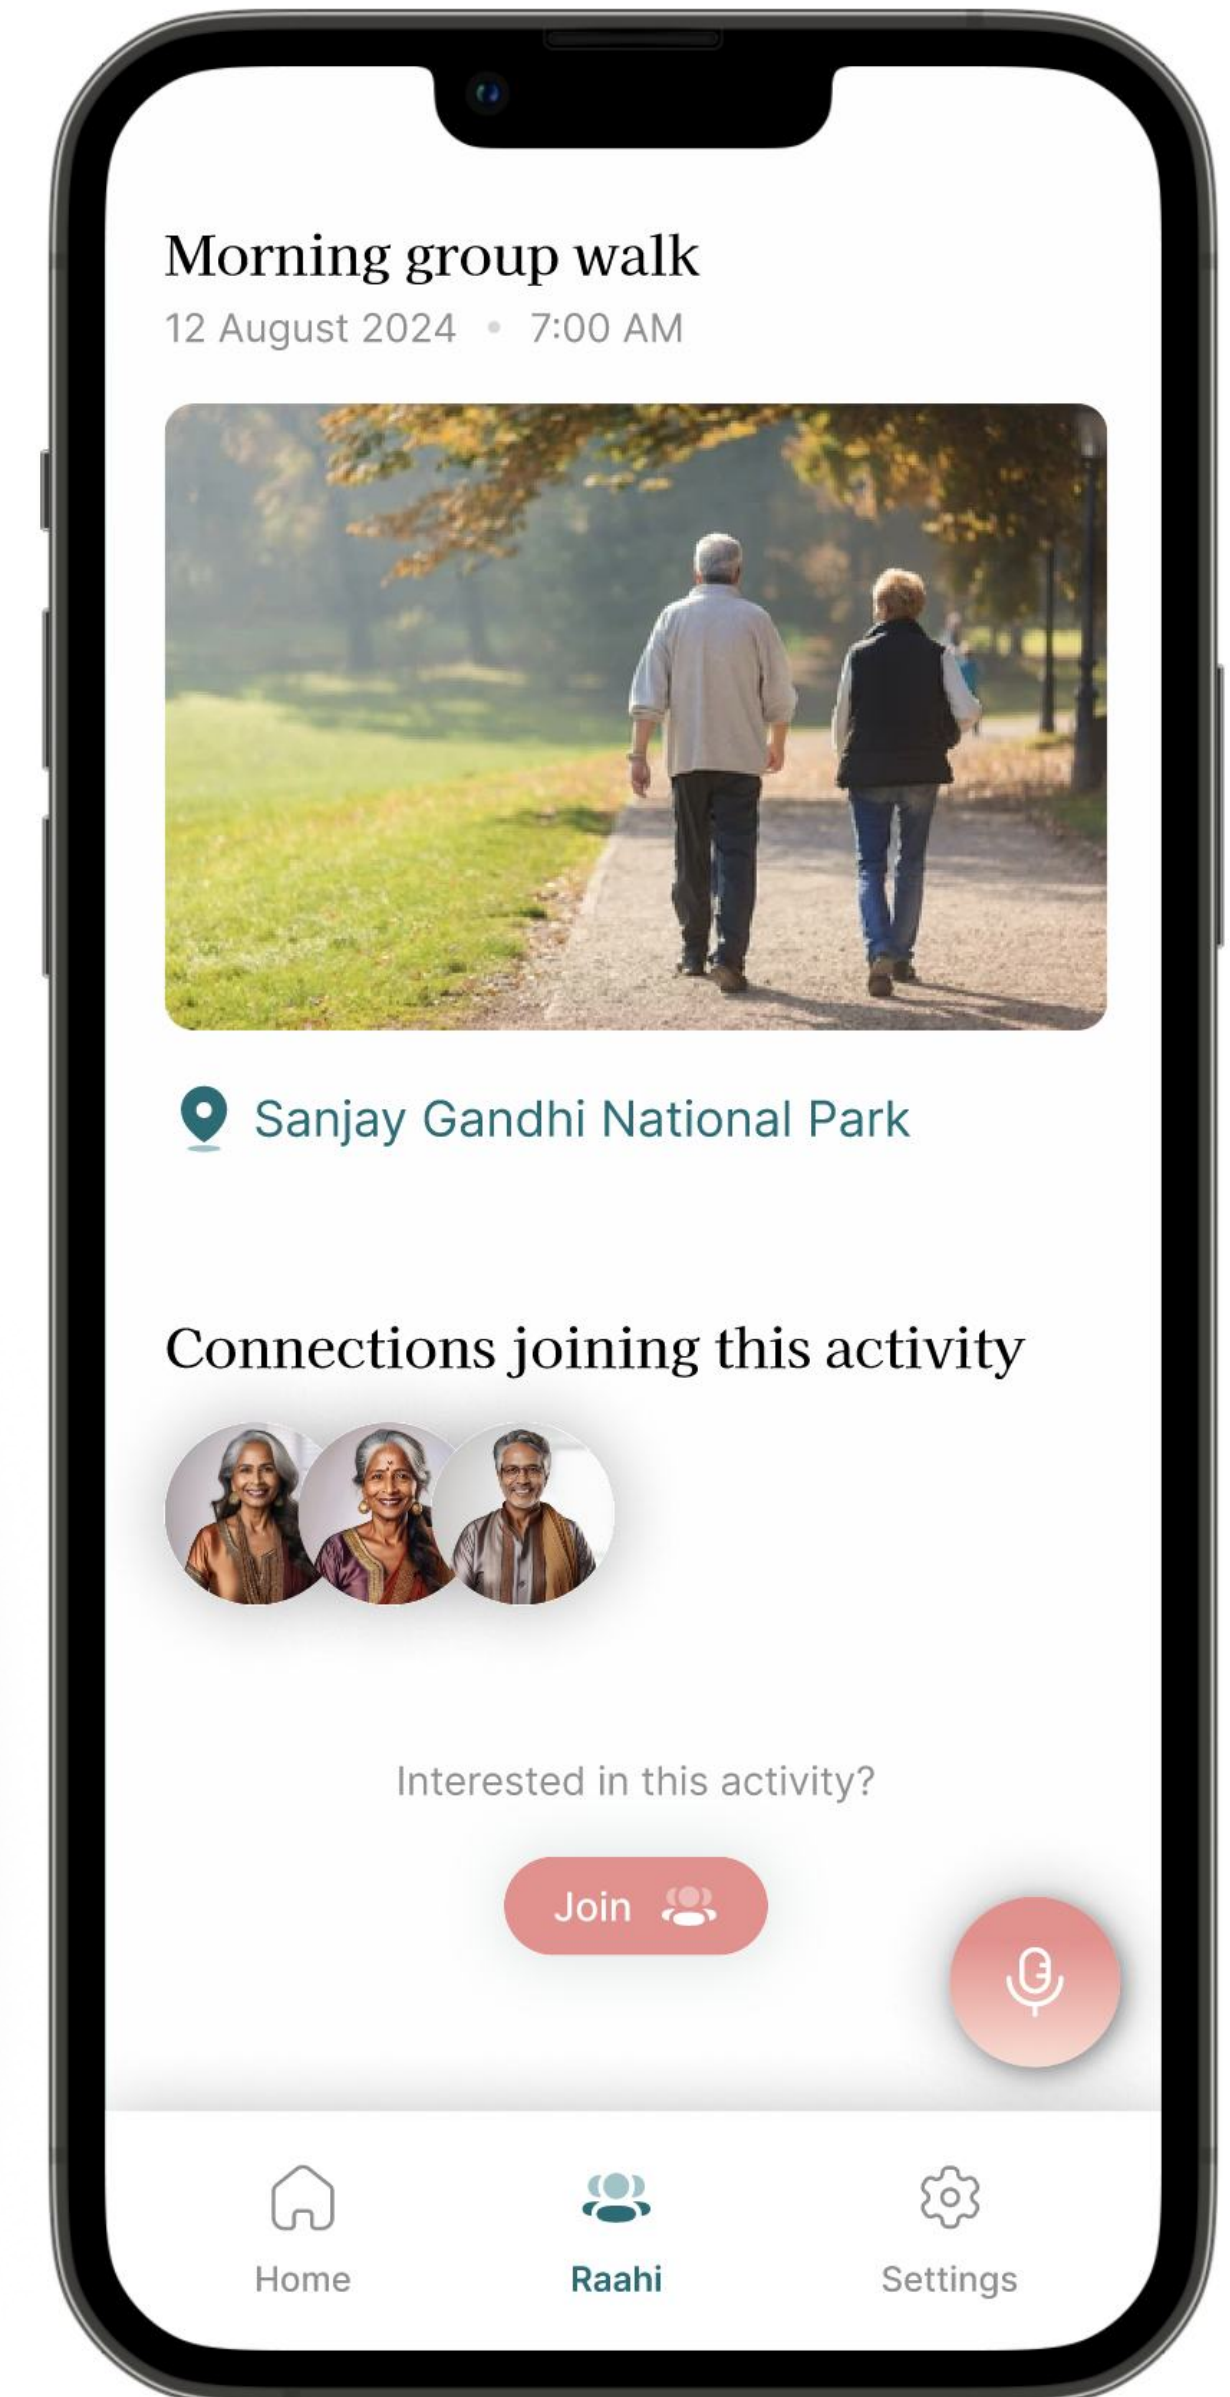 Morning group walk
12 August 2024 • 7:00 AM
Sanjay Gandhi National Park
Connections joining this activity
Interested in this activity?
Join
Home
Raahi
Settings